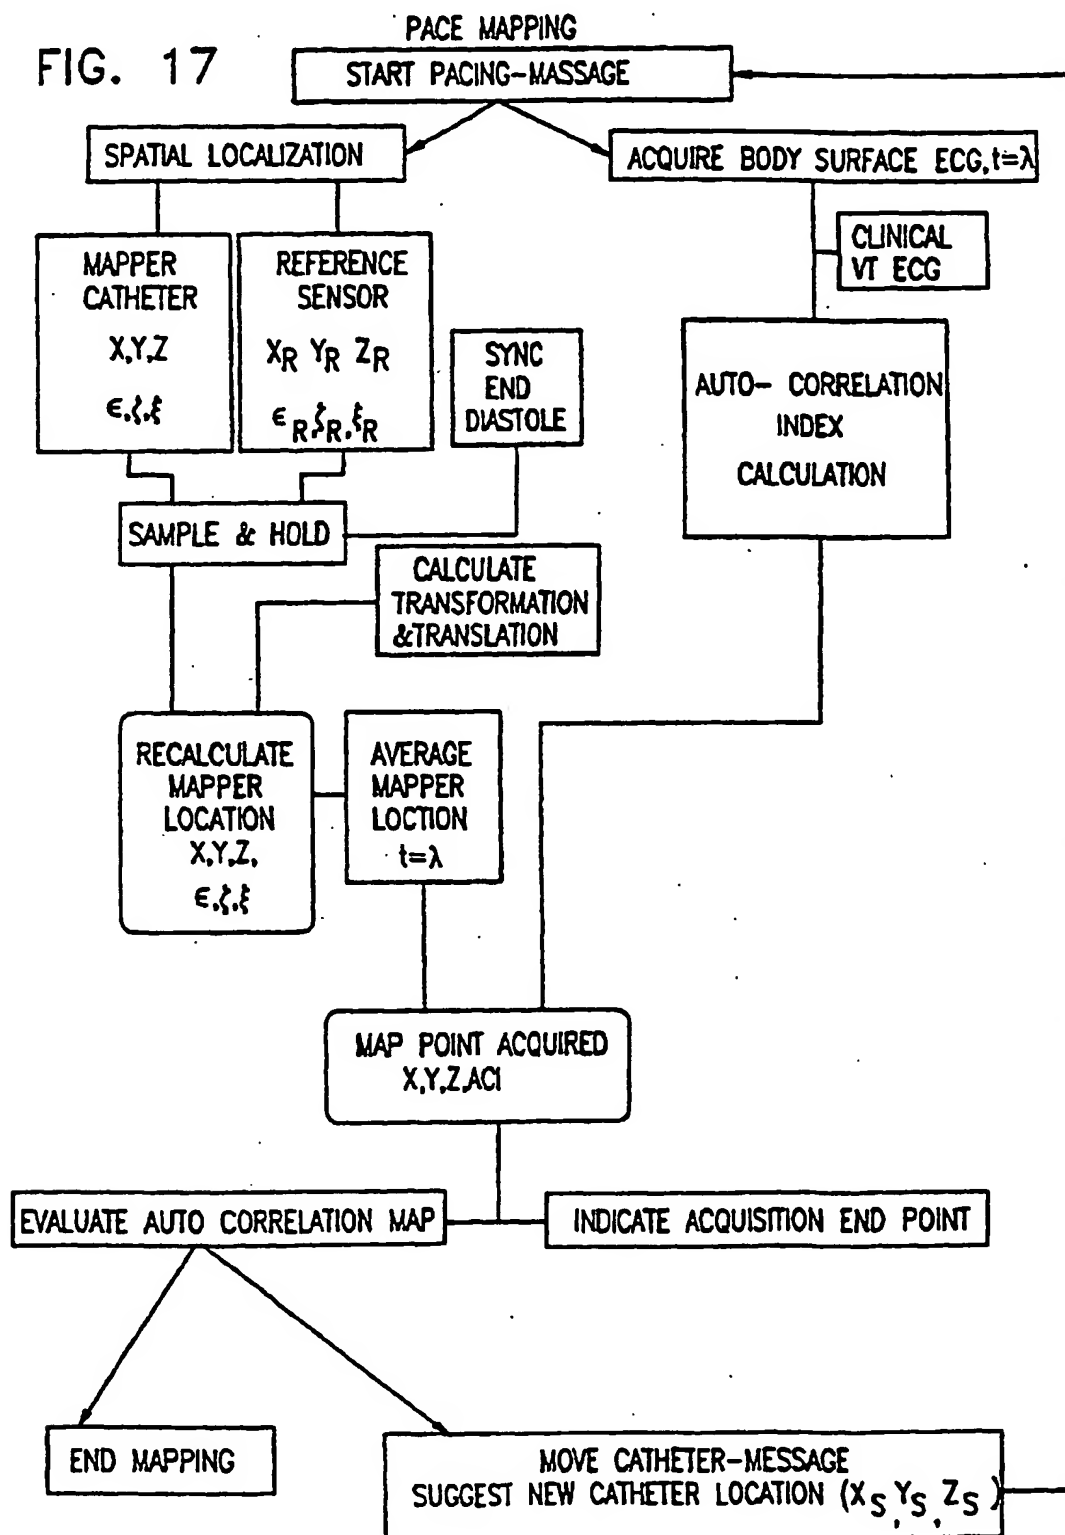 FIG. 17
PACE MAPPING
START PACING-MASSAGE
SPATIAL LOCALIZATION
ACQUIRE BODY SURFACE ECG, t=λ
CLINICAL
VT ECG
MAPPER
CATHETER
X,Y,Z
ϵ,ζ,ξ
REFERENCE
SENSOR
XR YR ZR
ϵR,ζR,ξR
SYNC
END
DIASTOLE
AUTO- CORRELATION
INDEX
CALCULATION
SAMPLE & HOLD
CALCULATE
TRANSFORMATION
&TRANSLATION
RECALCULATE
MAPPER
LOCATION
X,Y,Z,
ϵ,ζ,ξ
AVERAGE
MAPPER
LOCTION
t=λ
MAP POINT ACQUIRED
X,Y,Z,ACI
EVALUATE AUTO CORRELATION MAP
INDICATE ACQUISITION END POINT
END MAPPING
MOVE CATHETER-MESSAGE
SUGGEST NEW CATHETER LOCATION (XS, YS, ZS)